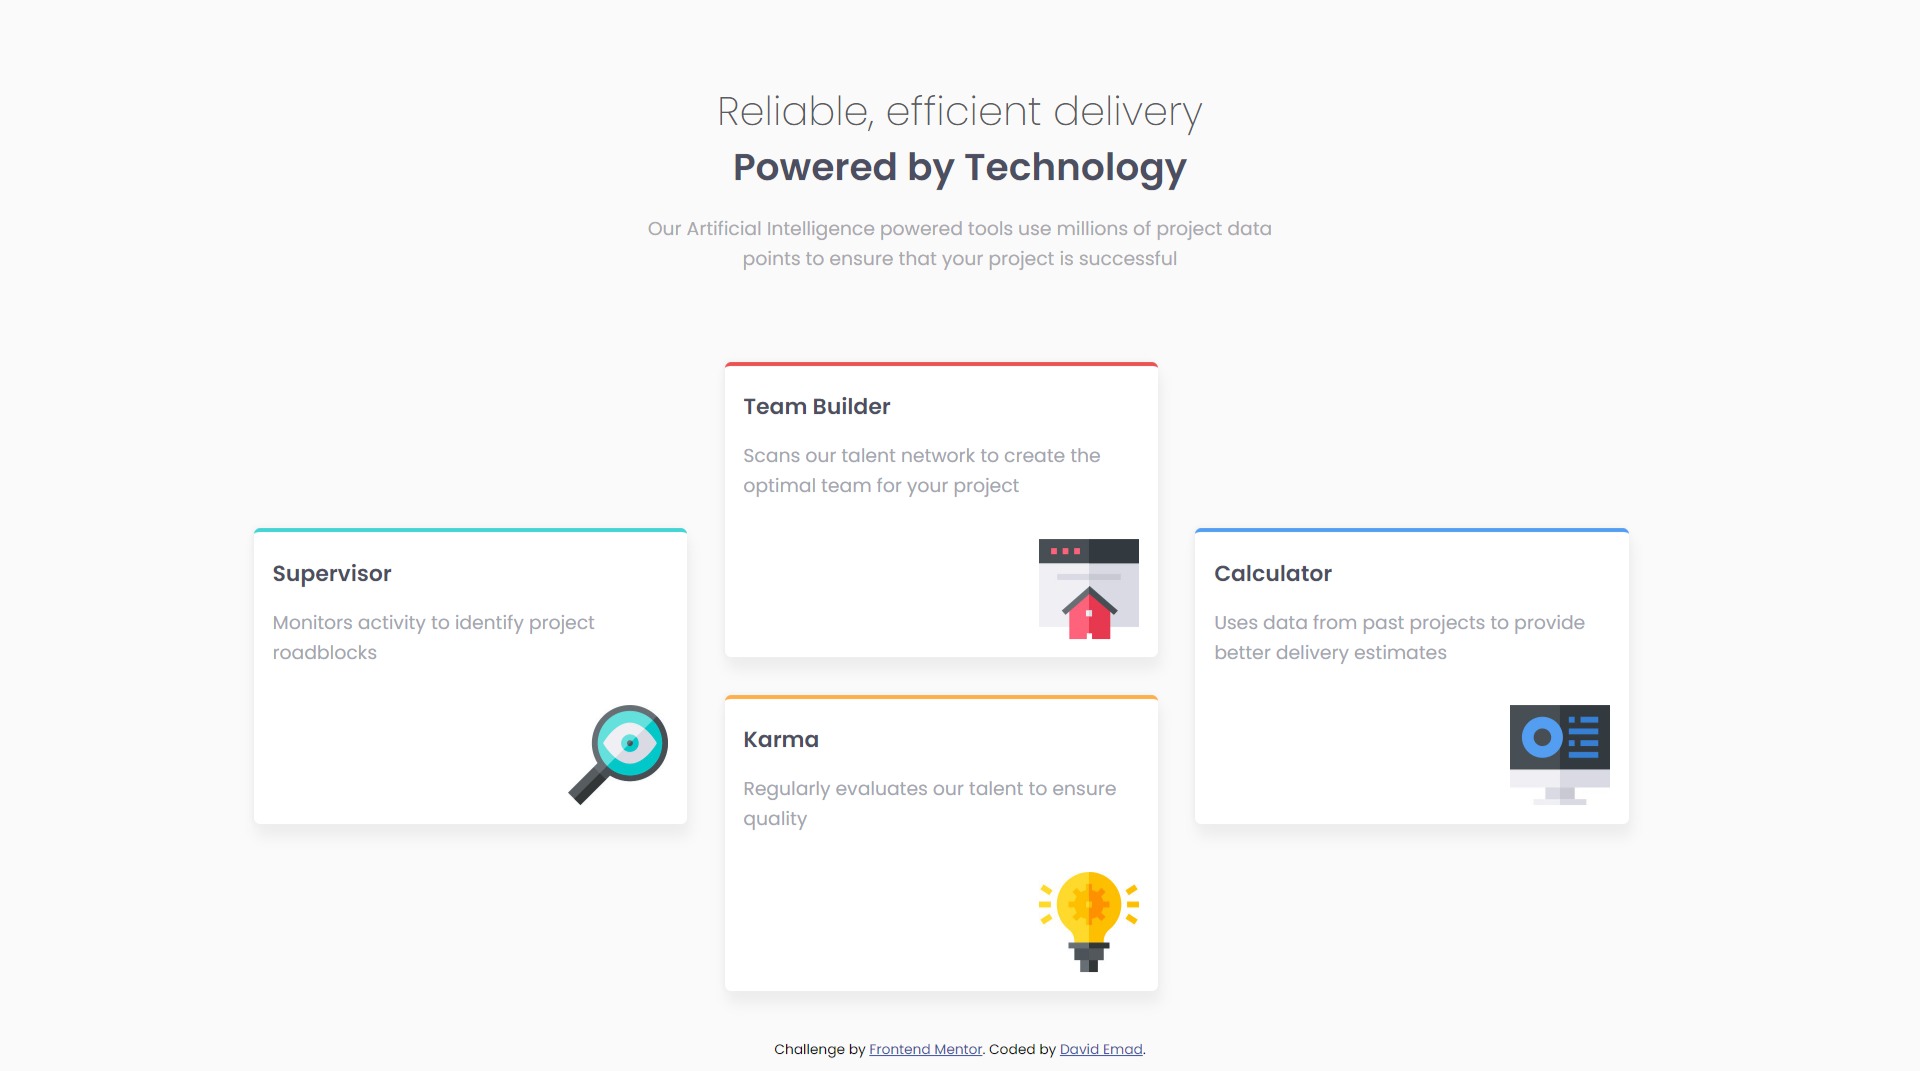 Reliable, efficient delivery
Powered by Technology
Our Artificial Intelligence powered tools use millions of project data
points to ensure that your project is successful
Supervisor
Monitors activity to identify project
roadblocks
Team Builder
Scans our talent network to create the
optimal team for your project
Karma
Regularly evaluates our talent to ensure
quality
Calculator
Uses data from past projects to provide
better delivery estimates
Challenge by Frontend Mentor. Coded by David Emad.